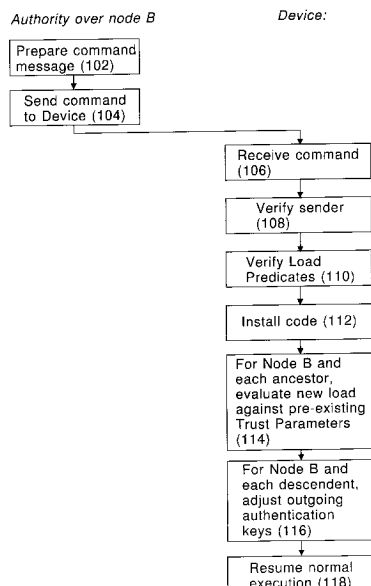 Authority over node B
Device:
Prepare command
message (102)
Send command
to Device (104)
Receive command
(106)
Verify sender
(108)
Verify Load
Predicates (110)
Install code (112)
For Node B and
each ancestor,
evaluate new load
against pre-existing
Trust Parameters
(114)
For Node B and
each descendent,
adjust outgoing
authentication
keys (116)
Resume normal
execution (118)